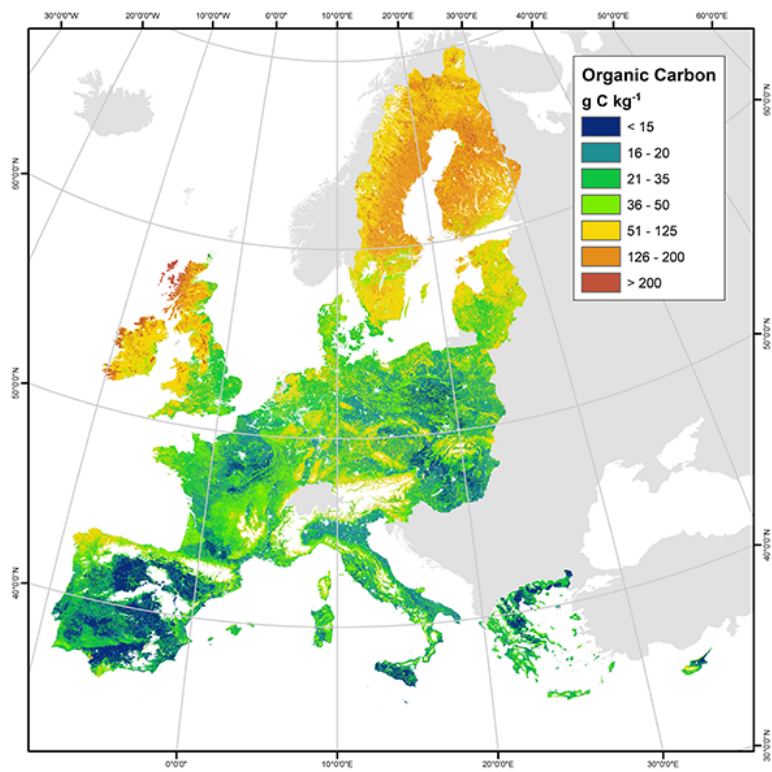 30°0'0"W 20°0'0"W 10°0'0"W 0°0'0"E 10°0'0"E 20°0'0"E 30°0'0"E 40°0'0"E 50°0'0"E 60°0'0"E
Organic Carbon
g C kg⁻¹
< 15
16 - 20
21 - 35
36 - 50
51 - 125
126 - 200
> 200
60°0'0"N
50°0'0"N
40°0'0"N
60°0'0"N
50°0'0"N
40°0'0"N
30°0'0"N
0°0'0" 10°0'0"E 20°0'0"E 30°0'0"E